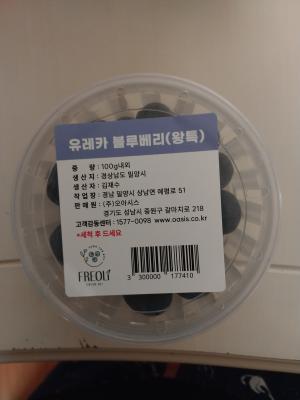 유레카 블루베리(왕특)
중 량 : 100g내외
생 산 지 : 경상남도 밀양시
생 산 자 : 김재수
작 업 장 : 경남 밀양시 상남면 예림로 51
판 매 원 : (주)오아시스
경기도 성남시 중원구 갈마치로 218
고객감동센터 : 1577-0098 www.oasis.co.kr
*세척 후 드세요
FREOLI
3 300000 177410